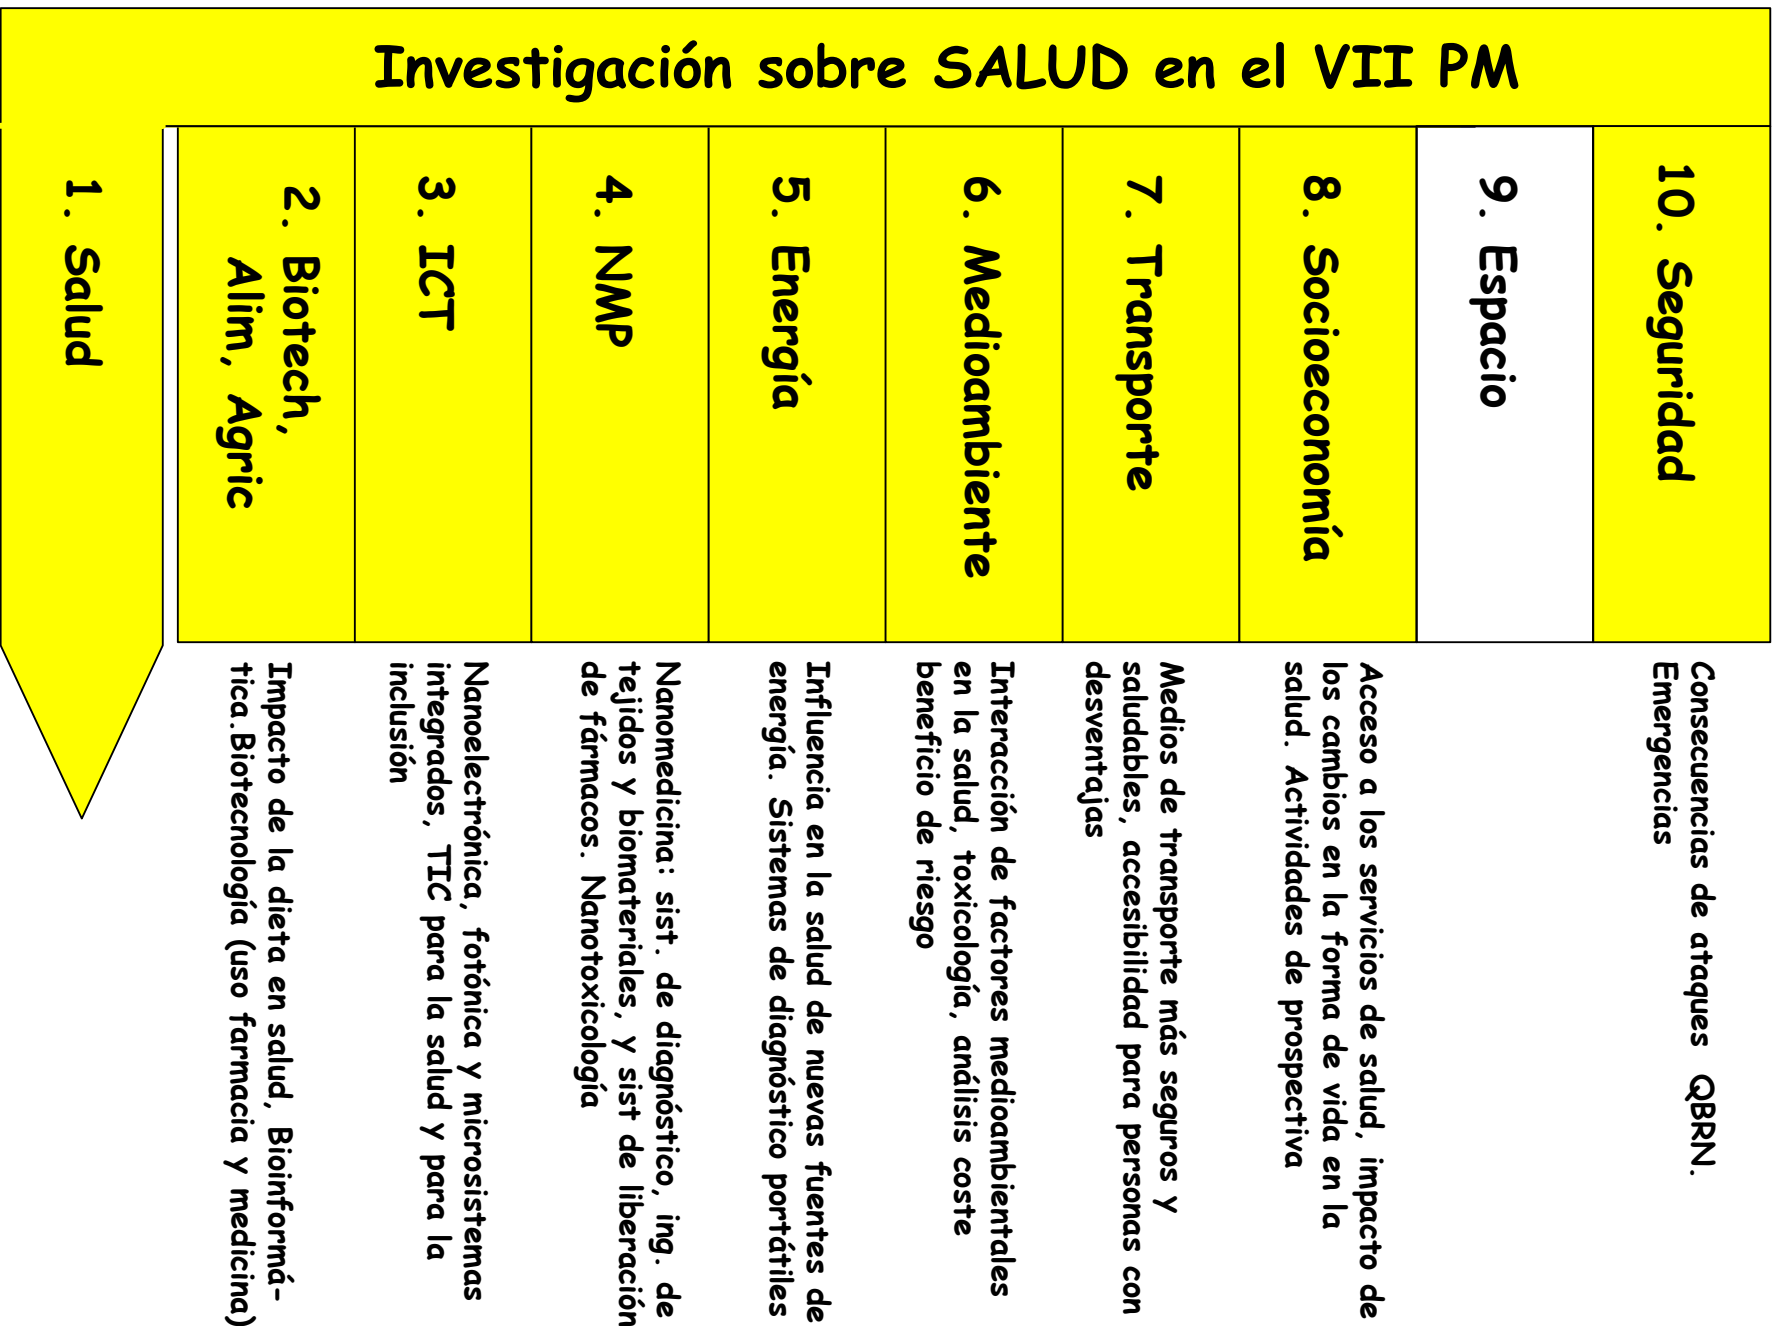 Investigación sobre SALUD en el VII PM
1. Salud
2. Biotech,
Alim, Agric
Impacto de la dieta en salud, Bioinformá-
tica.Biotecnología (uso farmacia y medicina)
3. ICT
Nanoelectrónica, fotónica y microsistemas
integrados, TIC para la salud y para la
inclusión
4. NMP
Nanomedicina: sist. de diagnóstico, ing. de
tejidos y biomateriales, y sist de liberación
de fármacos. Nanotoxicología
5. Energía
Influencia en la salud de nuevas fuentes de
energía. Sistemas de diagnóstico portátiles
6. Medioambiente
Interacción de factores medioambientales
en la salud, toxicología, análisis coste
beneficio de riesgo
7. Transporte
Medios de transporte más seguros y
saludables, accesibilidad para personas con
desventajas
8. Socioeconomía
Acceso a los servicios de salud, impacto de
los cambios en la forma de vida en la
salud. Actividades de prospectiva
9. Espacio
10. Seguridad
Consecuencias de ataques QBRN.
Emergencias